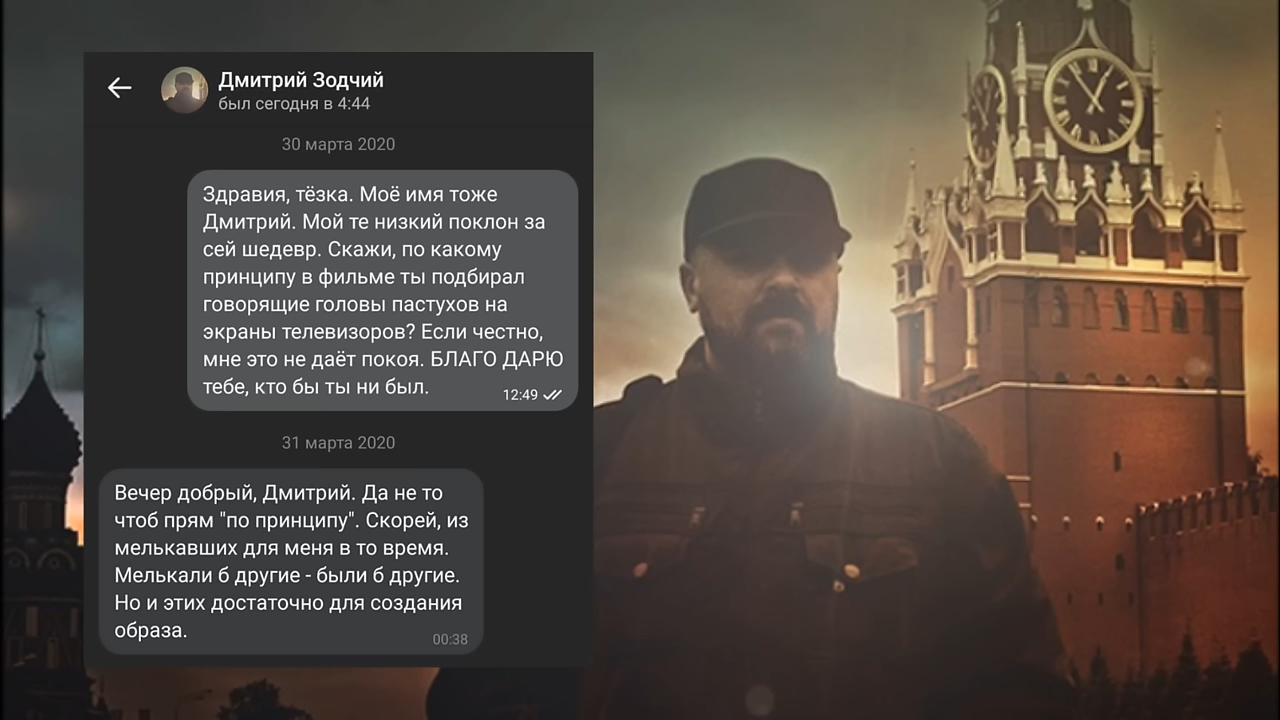 Дмитрий Зодчий
был сегодня в 4:44
30 марта 2020
Здравия, тёзка. Моё имя тоже
Дмитрий. Мой те низкий поклон за
сей шедевр. Скажи, по какому
принципу в фильме ты подбирал
говорящие головы пастухов на
экраны телевизоров? Если честно,
мне это не даёт покоя. БЛАГО ДАРЮ
тебе, кто бы ты ни был.
12:49
31 марта 2020
Вечер добрый, Дмитрий. Да не то
чтоб прям "по принципу". Скорей, из
мелькавших для меня в то время.
Мелькали б другие - были б другие.
Но и этих достаточно для создания
образа.
00:38